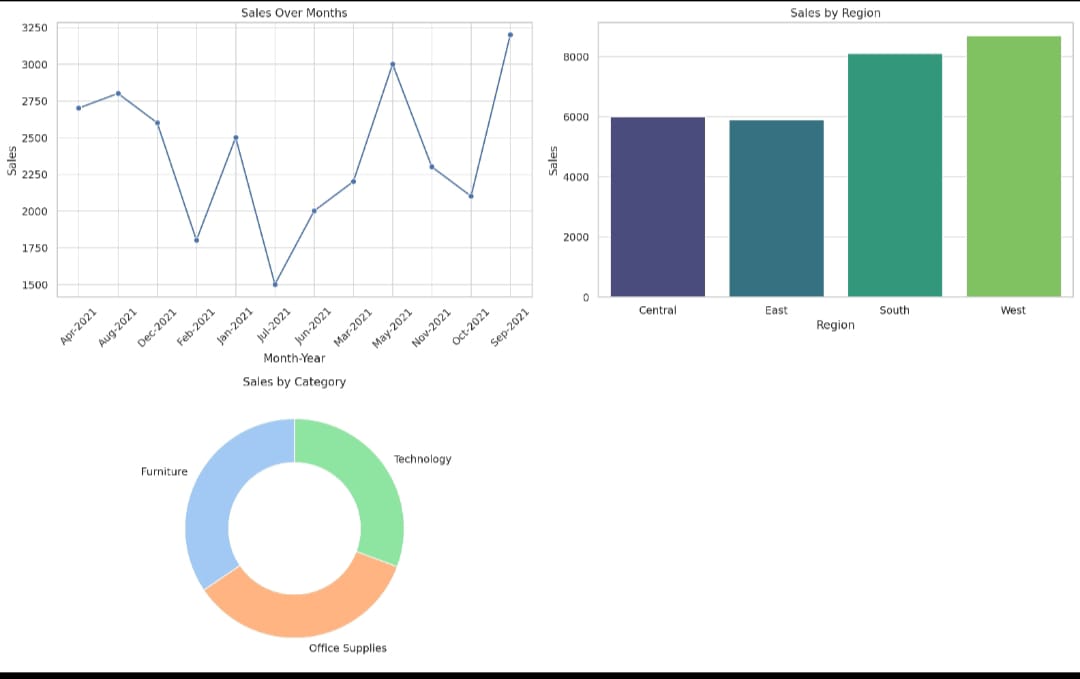 Sales Over Months
3250
3000
2750
2500
2250
2000
1750
1500
Sales
Apr-2021
Aug-2021
Dec-2021
Feb-2021
Jan-2021
Jul-2021
Jun-2021
Mar-2021
May-2021
Nov-2021
Oct-2021
Sep-2021
Month-Year
Sales by Region
8000
6000
4000
2000
0
Sales
Central
East
South
West
Region
Sales by Category
Technology
Furniture
Office Supplies